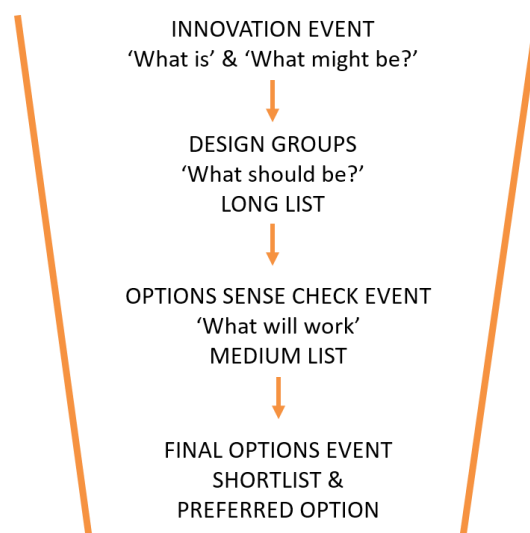 INNOVATION EVENT
‘What is’ & ‘What might be?’
DESIGN GROUPS
‘What should be?’
LONG LIST
OPTIONS SENSE CHECK EVENT
‘What will work’
MEDIUM LIST
FINAL OPTIONS EVENT
SHORTLIST &
PREFERRED OPTION